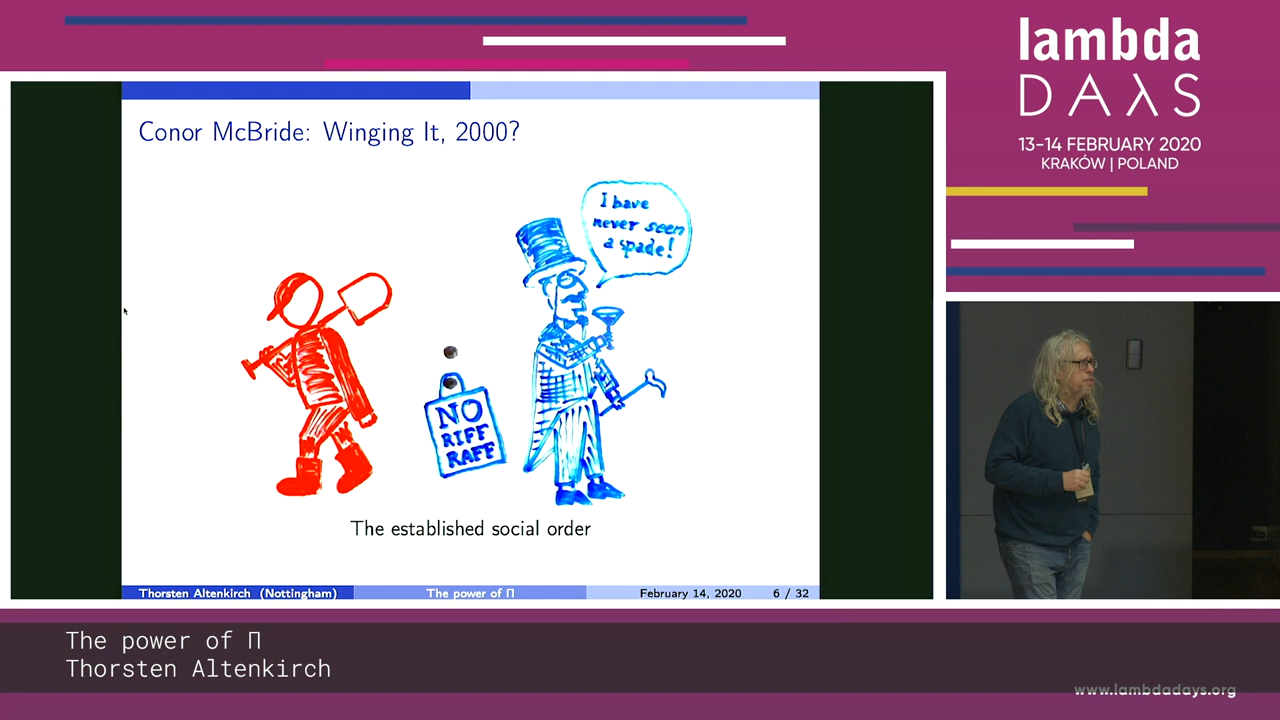 lambda
DAλS
13-14 FEBRUARY 2020
KRAKÓW | POLAND
Conor McBride: Winging It, 2000?
I have
never seen
a spade!
NO
RIFF
RAFF
The established social order
Thorsten Altenkirch (Nottingham) The power of Π February 14, 2020 6 / 32
The power of Π
Thorsten Altenkirch
www.lambdadays.org